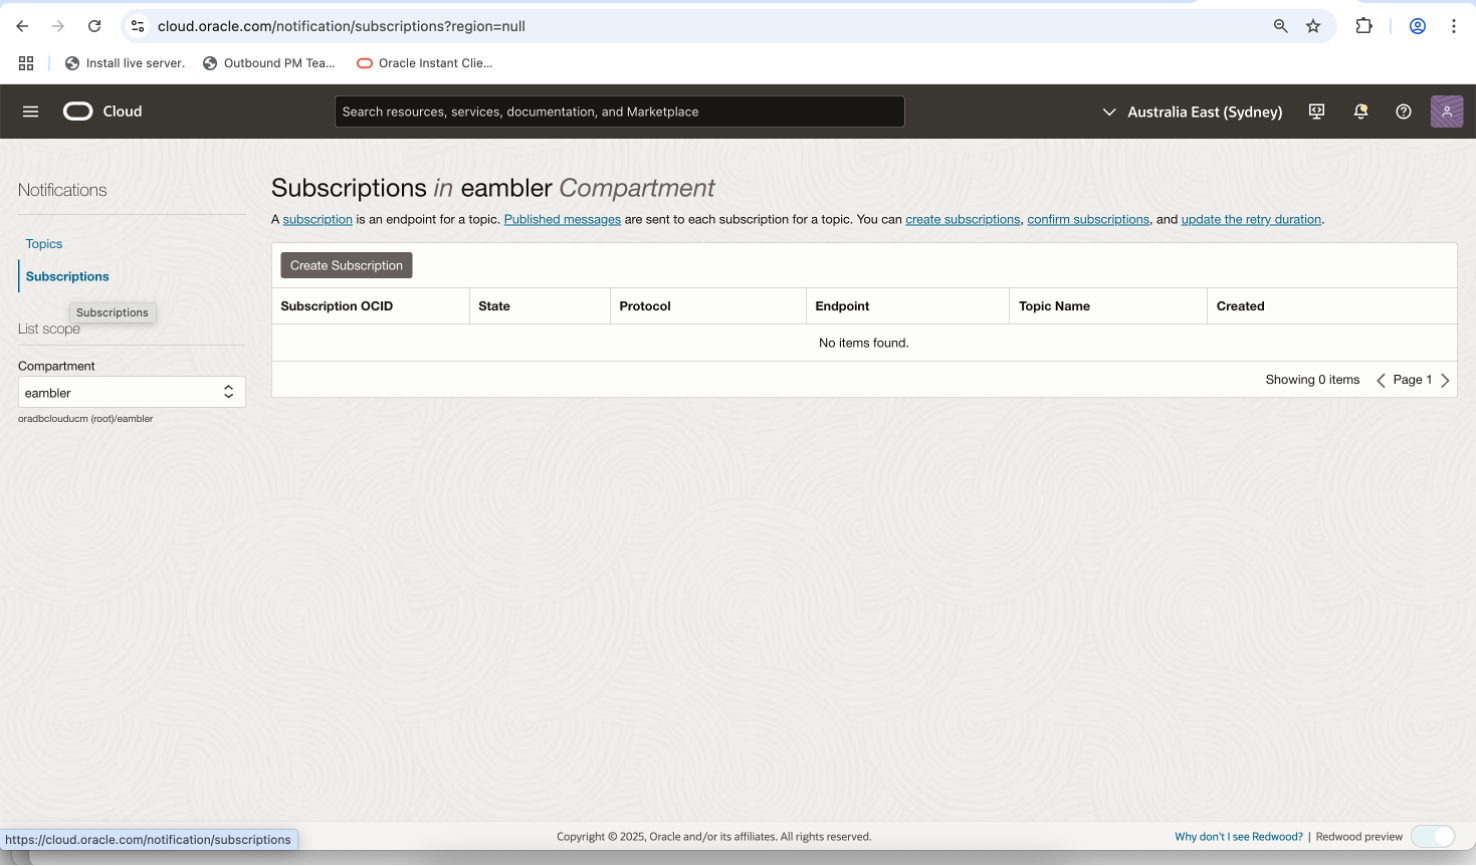 cloud.oracle.com/notification/subscriptions?region=null
Install live server.
Outbound PM Tea...
Oracle Instant Clie...
Cloud
Search resources, services, documentation, and Marketplace
Australia East (Sydney)
Notifications
Topics
Subscriptions
Subscriptions
List scope
Compartment
eambler
oradbclouducm (root)/eambler
Subscriptions in eambler Compartment
A subscription is an endpoint for a topic. Published messages are sent to each subscription for a topic. You can create subscriptions, confirm subscriptions, and update the retry duration.
Create Subscription
Subscription OCID State Protocol Endpoint Topic Name Created
No items found.
Showing 0 items Page 1
https://cloud.oracle.com/notification/subscriptions
Copyright © 2025, Oracle and/or its affiliates. All rights reserved.
Why don't I see Redwood? | Redwood preview